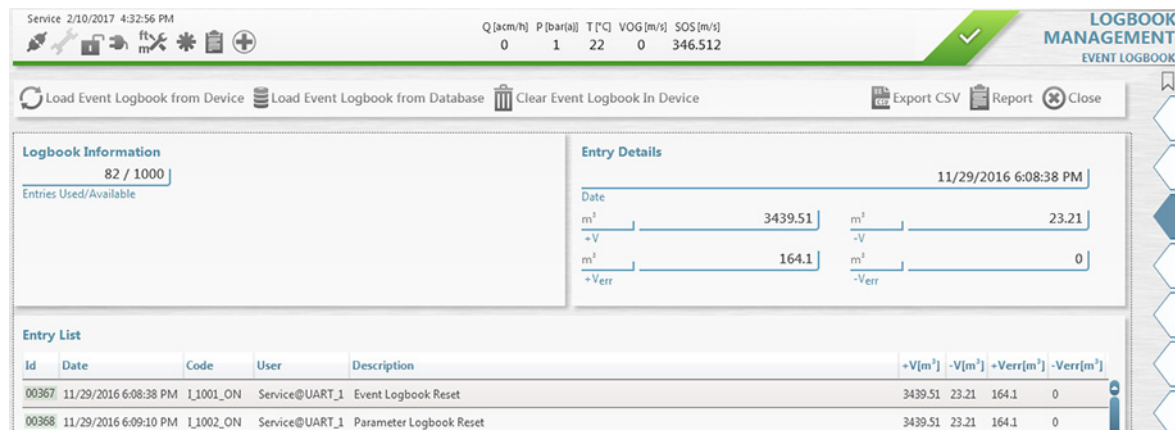 Service 2/10/2017 4:32:56 PM
Q [acm/h] P [bar(a)] T [°C] VOG [m/s] SOS [m/s]
0 1 22 0 346.512
LOGBOOK
MANAGEMENT
EVENT LOGBOOK
ft
m
Load Event Logbook from Device Load Event Logbook from Database Clear Event Logbook In Device Export CSV Report Close
Logbook Information
82 / 1000
Entries Used/Available
Entry Details
11/29/2016 6:08:38 PM
Date
m³ 3439.51 m³ 23.21
+V -V
m³ 164.1 m³ 0
+Verr -Verr
Entry List
Id Date Code User Description +V[m³] -V[m³] +Verr[m³] -Verr[m³]
00367 11/29/2016 6:08:38 PM I_1001_ON Service@UART_1 Event Logbook Reset 3439.51 23.21 164.1 0
00368 11/29/2016 6:09:10 PM I_1002_ON Service@UART_1 Parameter Logbook Reset 3439.51 23.21 164.1 0